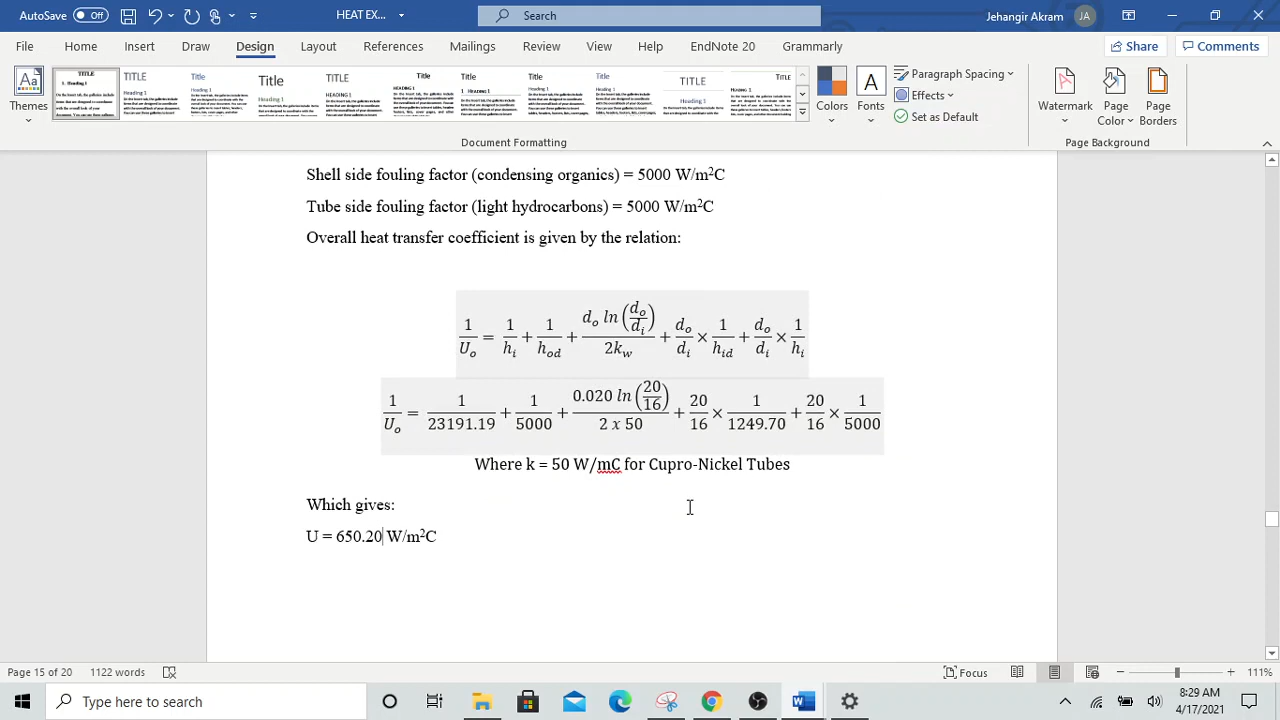 Search
Jehangir Akram JA
File Home Insert Draw Design Layout References Mailings Review View Help EndNote 20 Grammarly Share Comments
Themes
Colors
Fonts
Paragraph Spacing
Effects
Set as Default
Watermark
Page Color
Page Borders
Document Formatting
Page Background
Shell side fouling factor (condensing organics) = 5000 W/m²C
Tube side fouling factor (light hydrocarbons) = 5000 W/m²C
Overall heat transfer coefficient is given by the relation:
1/U_o = 1/h_i + 1/h_od + d_o ln(d_o/d_i)/2k_w + d_o/d_i × 1/h_id + d_o/d_i × 1/h_i
1/U_o = 1/23191.19 + 1/5000 + 0.020 ln(20/16)/2 x 50 + 20/16 × 1/1249.70 + 20/16 × 1/5000
Where k = 50 W/mC for Cupro-Nickel Tubes
Which gives:
U = 650.20 W/m²C
Page 15 of 20 1122 words Focus 111%
Type here to search
8:29 AM
4/17/2021